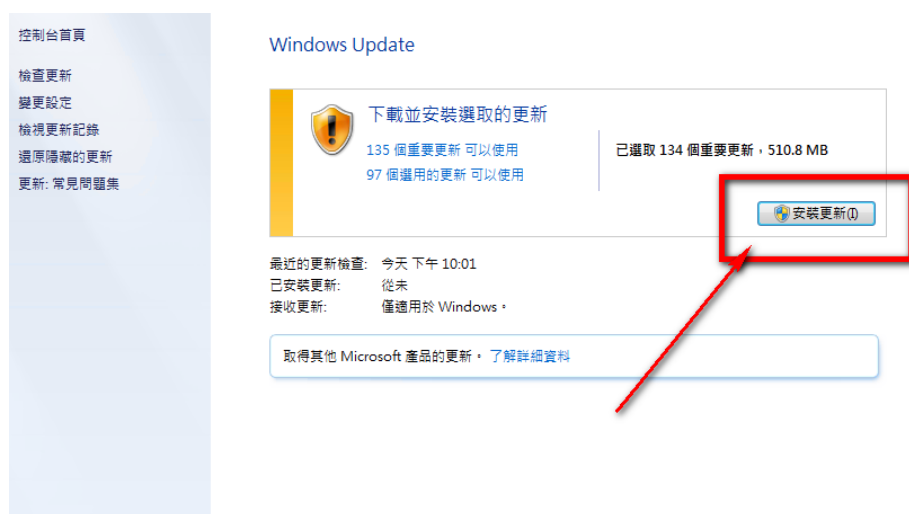 控制台首頁
檢查更新
變更設定
檢視更新記錄
還原隱藏的更新
更新: 常見問題集
Windows Update
下載並安裝選取的更新
135 個重要更新 可以使用
97 個選用的更新 可以使用
已選取 134 個重要更新，510.8 MB
安裝更新(I)
最近的更新檢查: 今天 下午 10:01
已安裝更新: 從未
接收更新: 僅適用於 Windows。
取得其他 Microsoft 產品的更新。 了解詳細資料